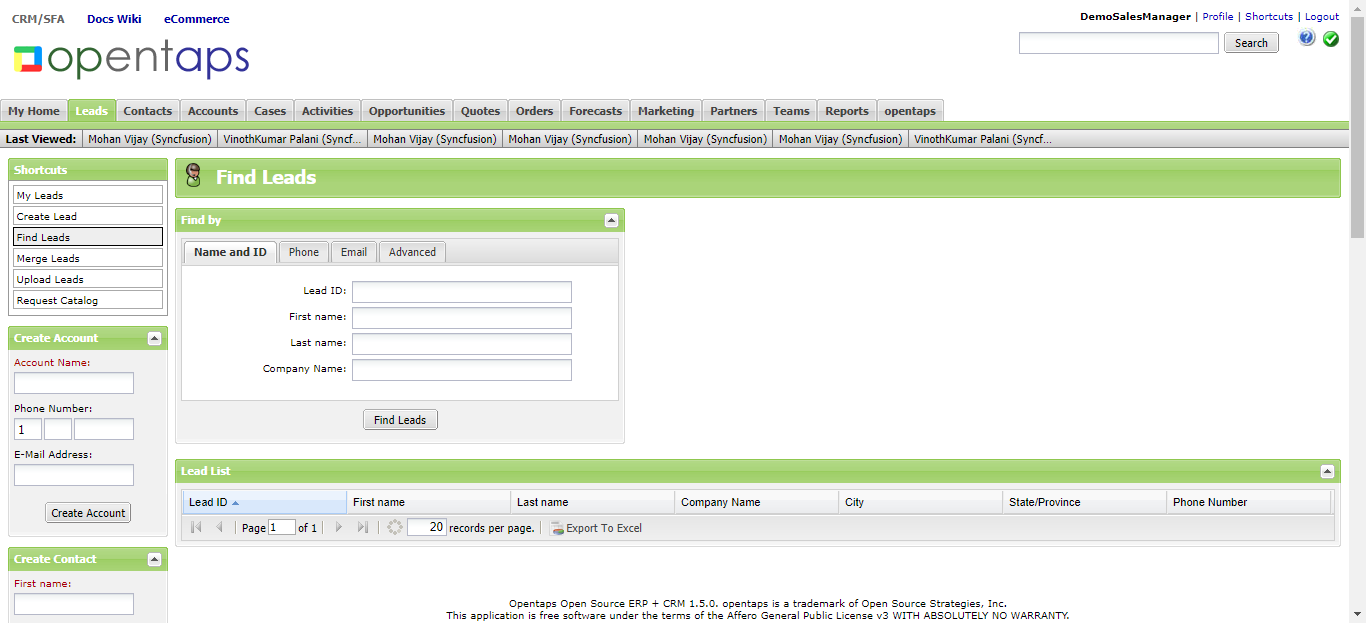 CRM/SFA Docs Wiki eCommerce
DemoSalesManager | Profile | Shortcuts | Logout
opentaps
Search
My Home Leads Contacts Accounts Cases Activities Opportunities Quotes Orders Forecasts Marketing Partners Teams Reports opentaps
Last Viewed: Mohan Vijay (Syncfusion) VinothKumar Palani (Syncf... Mohan Vijay (Syncfusion) Mohan Vijay (Syncfusion) Mohan Vijay (Syncfusion) Mohan Vijay (Syncfusion) VinothKumar Palani (Syncf...
Shortcuts
My Leads
Create Lead
Find Leads
Merge Leads
Upload Leads
Request Catalog
Create Account
Account Name:
Phone Number:
1
E-Mail Address:
Create Account
Create Contact
First name:
Find Leads
Find by
Name and ID Phone Email Advanced
Lead ID:
First name:
Last name:
Company Name:
Find Leads
Lead List
Lead ID First name Last name Company Name City State/Province Phone Number
Page 1 of 1 20 records per page. Export To Excel
Opentaps Open Source ERP + CRM 1.5.0. opentaps is a trademark of Open Source Strategies, Inc.
This application is free software under the terms of the Affero General Public License v3 WITH ABSOLUTELY NO WARRANTY.